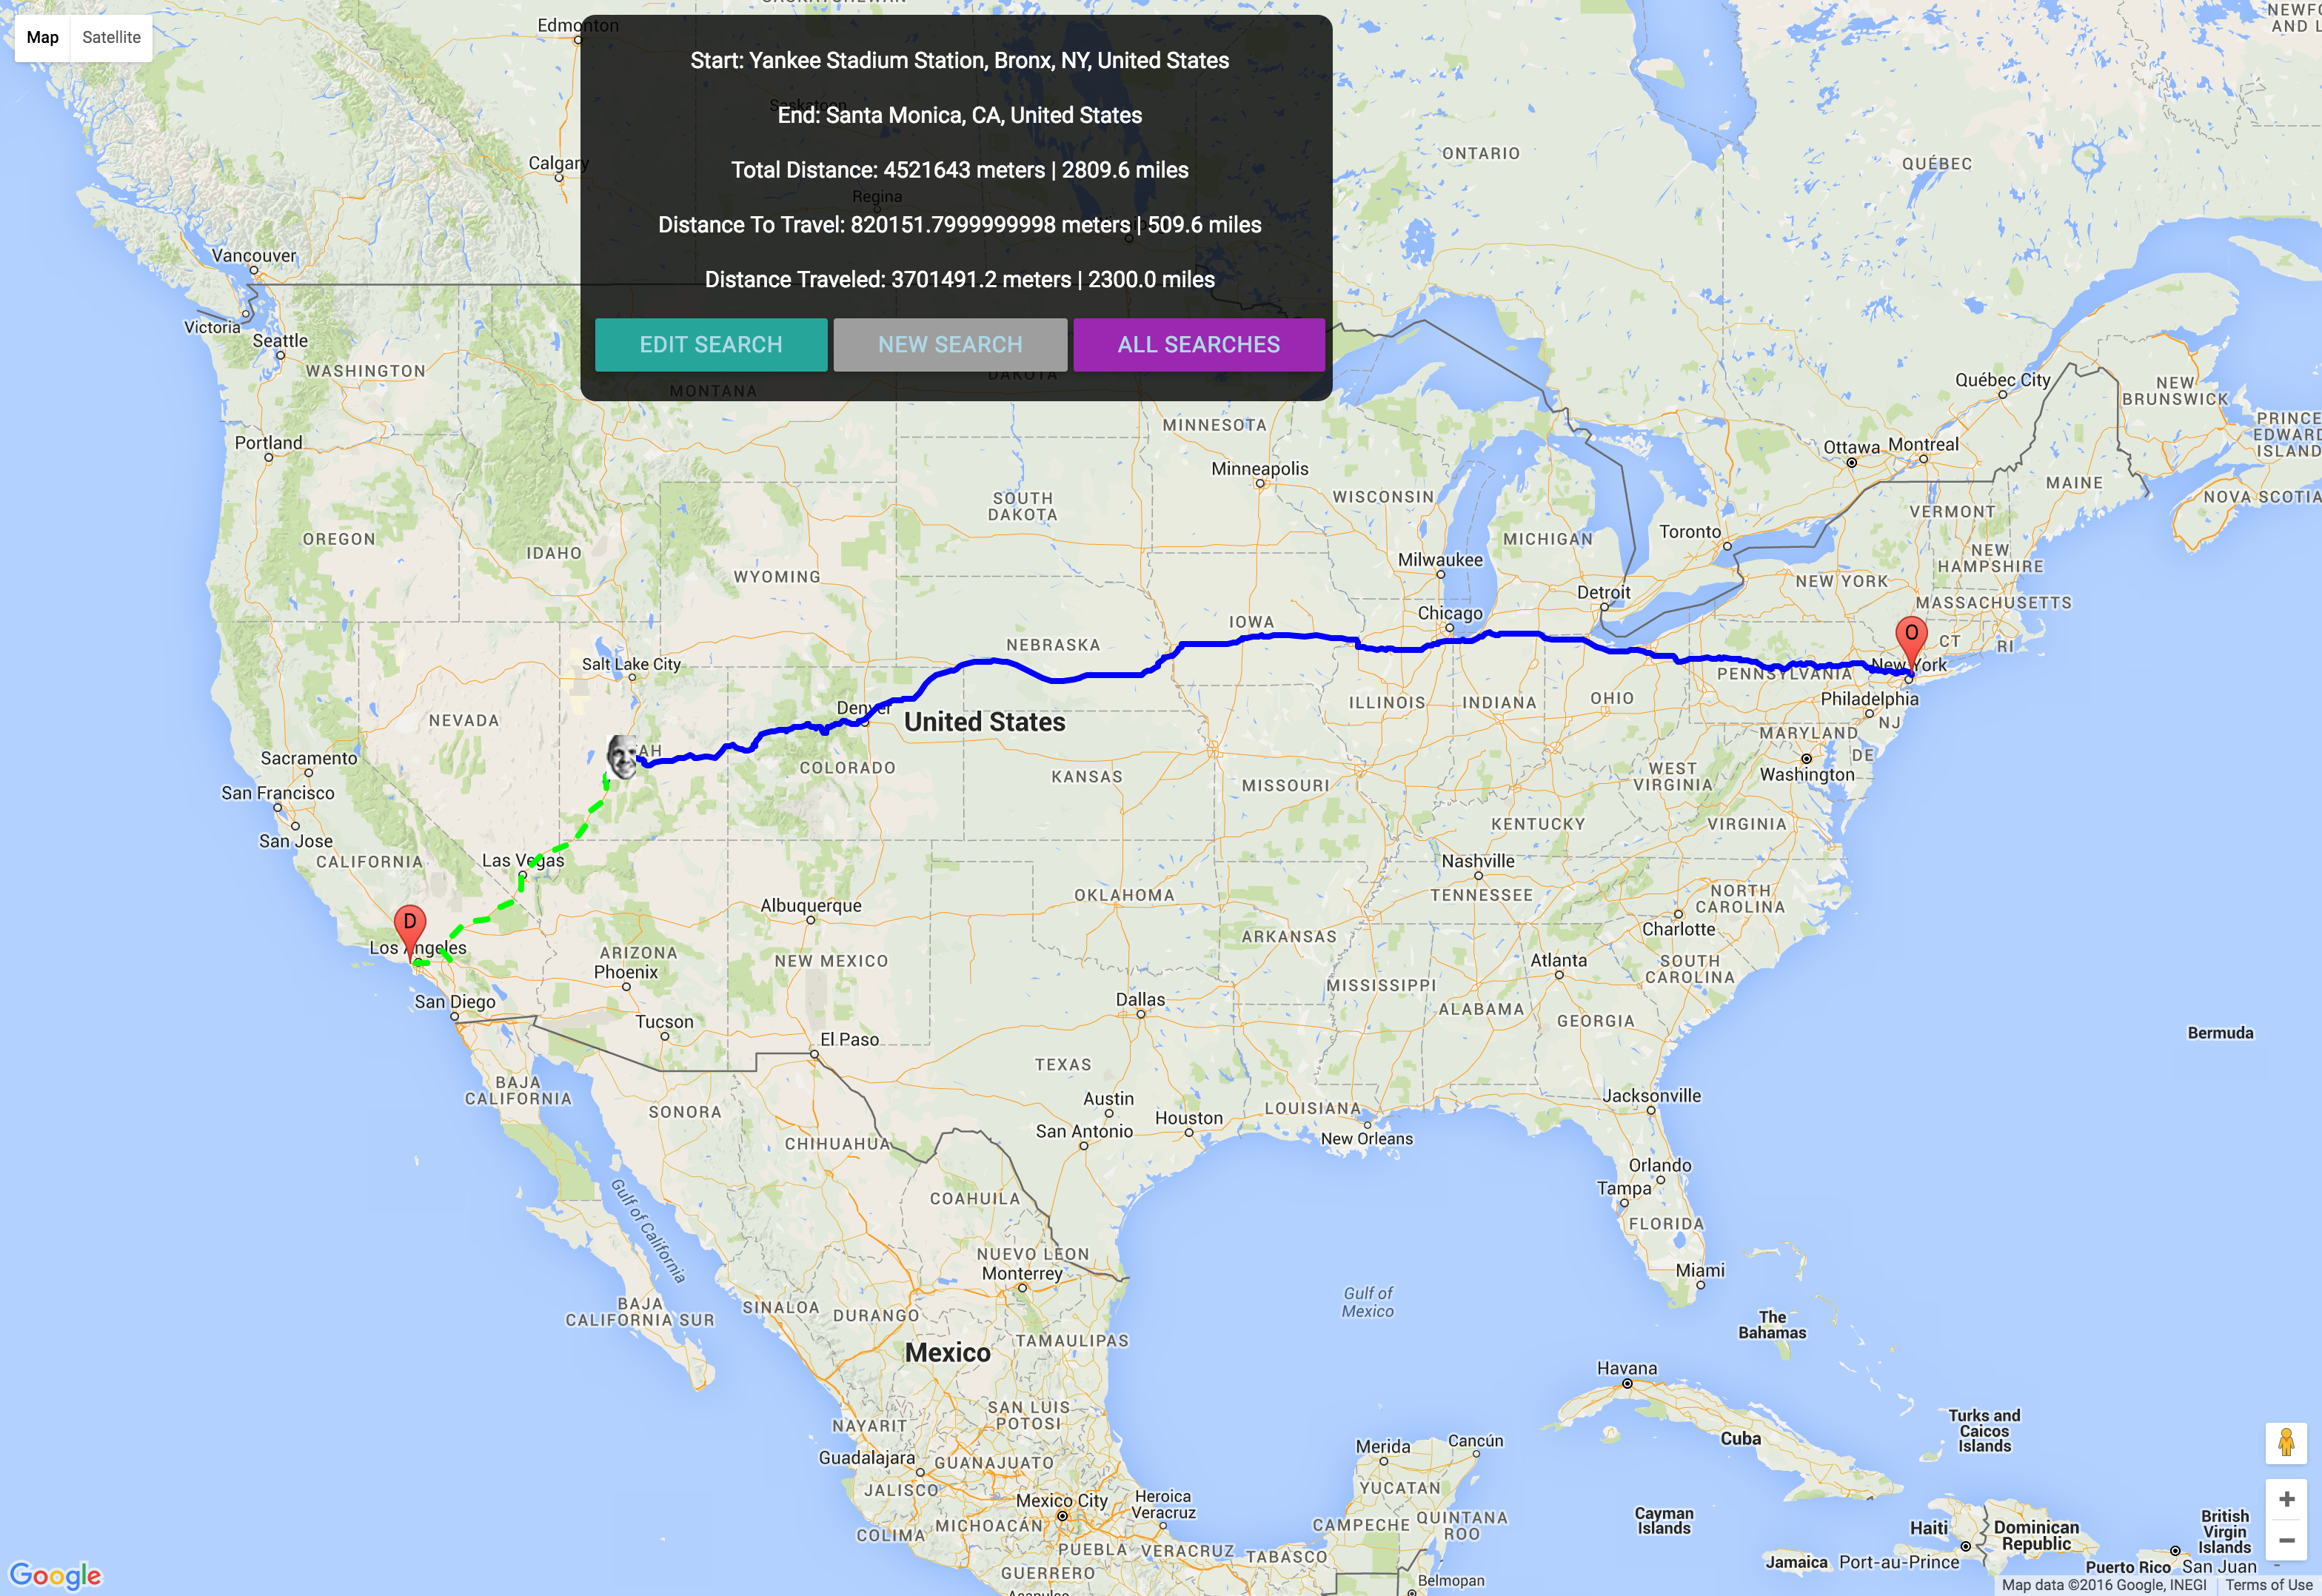 Map Satellite
Start: Yankee Stadium Station, Bronx, NY, United States
End: Santa Monica, CA, United States
Total Distance: 4521643 meters | 2809.6 miles
Distance To Travel: 820151.7999999998 meters | 509.6 miles
Distance Traveled: 3701491.2 meters | 2300.0 miles
EDIT SEARCH NEW SEARCH ALL SEARCHES
Edmonton
Saskatoon
Calgary
Regina
ONTARIO
QUÉBEC
Vancouver
Victoria
Seattle
WASHINGTON
MONTANA
DAKOTA
Québec City
NEW
BRUNSWICK
PRINCE
EDWARD
ISLAND
Portland
MINNESOTA
Ottawa
Montreal
Minneapolis
MAINE
WISCONSIN
SOUTH
DAKOTA
NOVA SCOTIA
VERMONT
Toronto
OREGON
IDAHO
MICHIGAN
NEW
HAMPSHIRE
Milwaukee
WYOMING
NEW YORK
Detroit
MASSACHUSETTS
Chicago
IOWA
O
CT
RI
NEBRASKA
Salt Lake City
New York
PENNSYLVANIA
Philadelphia
ILLINOIS
INDIANA
OHIO
Denver
United States
NEVADA
NJ
MARYLAND
AH
DE
Sacramento
COLORADO
KANSAS
WEST
VIRGINIA
Washington
MISSOURI
San Francisco
San Jose
KENTUCKY
VIRGINIA
CALIFORNIA
Las Vegas
Nashville
TENNESSEE
OKLAHOMA
NORTH
CAROLINA
Albuquerque
D
Charlotte
ARKANSAS
Los Angeles
ARIZONA
NEW MEXICO
Phoenix
Atlanta
SOUTH
CAROLINA
MISSISSIPPI
San Diego
Dallas
ALABAMA
GEORGIA
Tucson
Bermuda
El Paso
TEXAS
BAJA
CALIFORNIA
Jacksonville
Austin
SONORA
LOUISIANA
Houston
San Antonio
New Orleans
CHIHUAHUA
Orlando
Tampa
COAHUILA
Gulf of California
FLORIDA
NUEVO LEON
Monterrey
Miami
Gulf of
Mexico
SINALOA
BAJA
CALIFORNIA SUR
DURANGO
The
Bahamas
TAMAULIPAS
Mexico
Havana
SAN LUIS
POTOSI
NAYARIT
Turks and
Caicos
Islands
Cuba
Merida
Cancún
Guadalajara
GUANAJUATO
JALISCO
YUCATAN
Mexico City
Heroica
Veracruz
Cayman
Islands
QUINTANA
ROO
CAMPECHE
COLIMA
MICHOACÁN
Haiti
Dominican
Republic
British
Virgin
Islands
PUEBLA
VERACRUZ
TABASCO
Jamaica
Port-au-Prince
Puerto Rico
San Juan
GUERRERO
Belmopan
Google
Map data ©2016 Google, INEGI Terms of Use